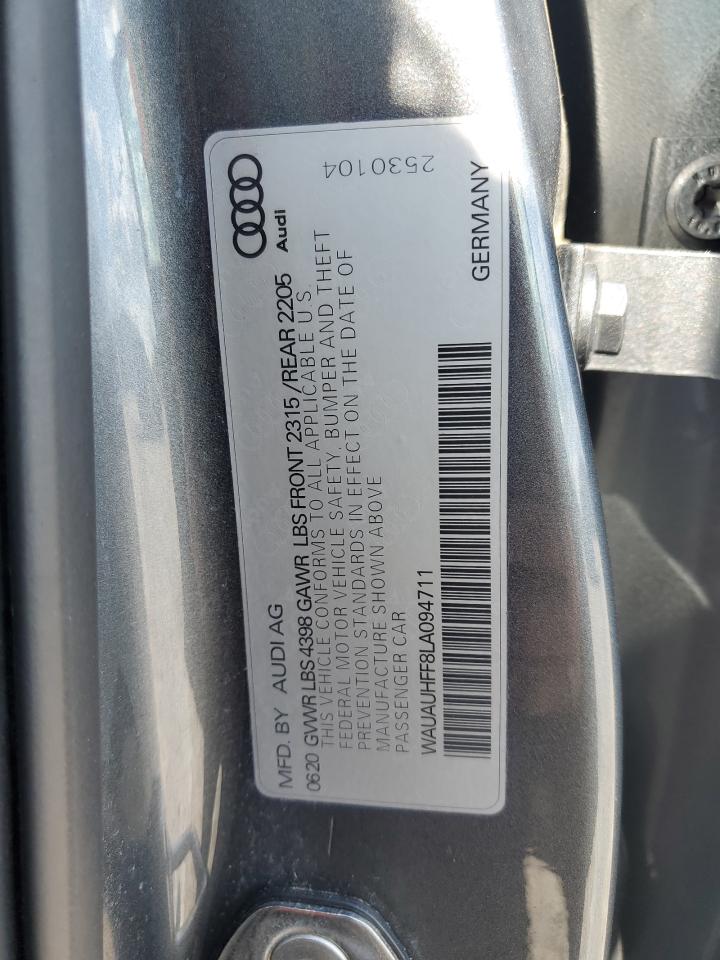 MFD. BY AUDI AG
0620 GVWR LBS 4398 GAWR LBS FRONT 2315 /REAR 2205 Audi
THIS VEHICLE CONFORMS TO ALL APPLICABLE U.S.
FEDERAL MOTOR VEHICLE SAFETY. BUMPER AND THEFT
PREVENTION STANDARDS IN EFFECT ON THE DATE OF
MANUFACTURE SHOWN ABOVE
PASSENGER CAR
WAUAUHFF8LA094711
GERMANY
2530104